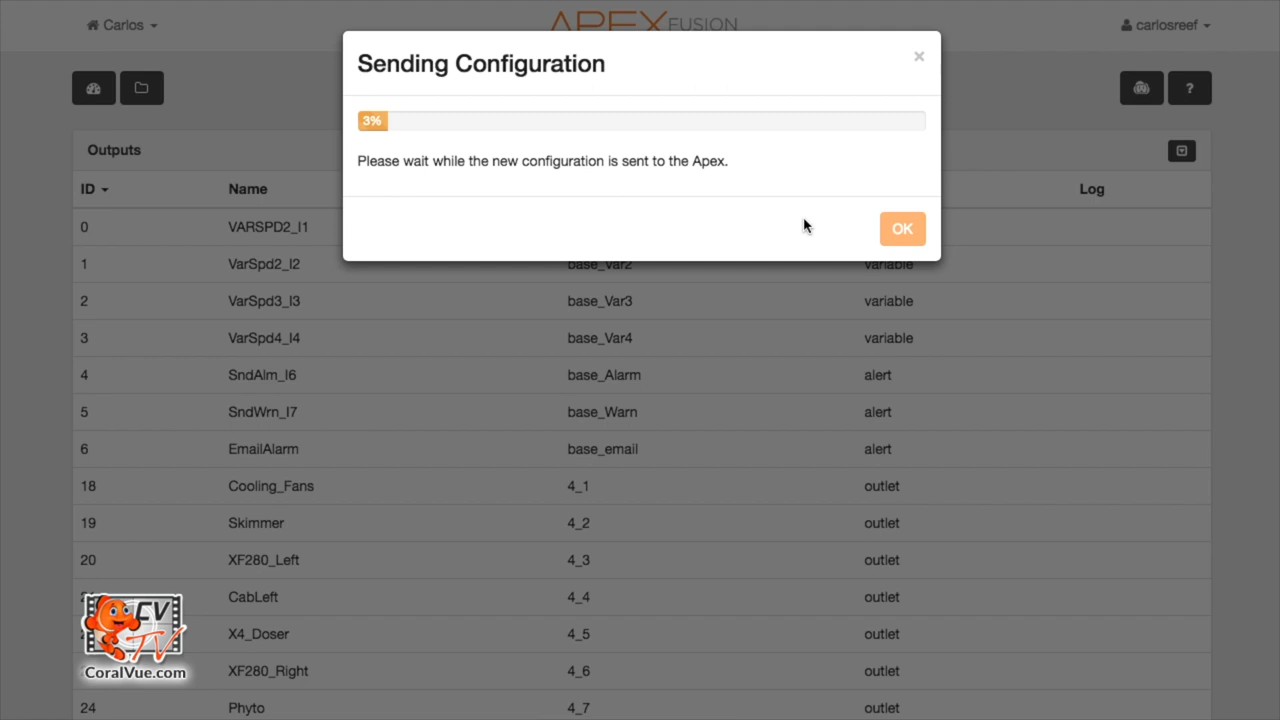 Carlos
APEX FUSION
carlosreef
Sending Configuration
×
3%
Please wait while the new configuration is sent to the Apex.
OK
?
Outputs
ID Name Log
0 VARSPD2_I1
1 VarSpd2_I2 base_Var2 variable
2 VarSpd3_I3 base_Var3 variable
3 VarSpd4_I4 base_Var4 variable
4 SndAlm_I6 base_Alarm alert
5 SndWrn_I7 base_Warn alert
6 EmailAlarm base_email alert
18 Cooling_Fans 4_1 outlet
19 Skimmer 4_2 outlet
20 XF280_Left 4_3 outlet
CabLeft 4_4 outlet
X4_Doser 4_5 outlet
XF280_Right 4_6 outlet
24 Phyto 4_7 outlet
CV
TV
CoralVue.com